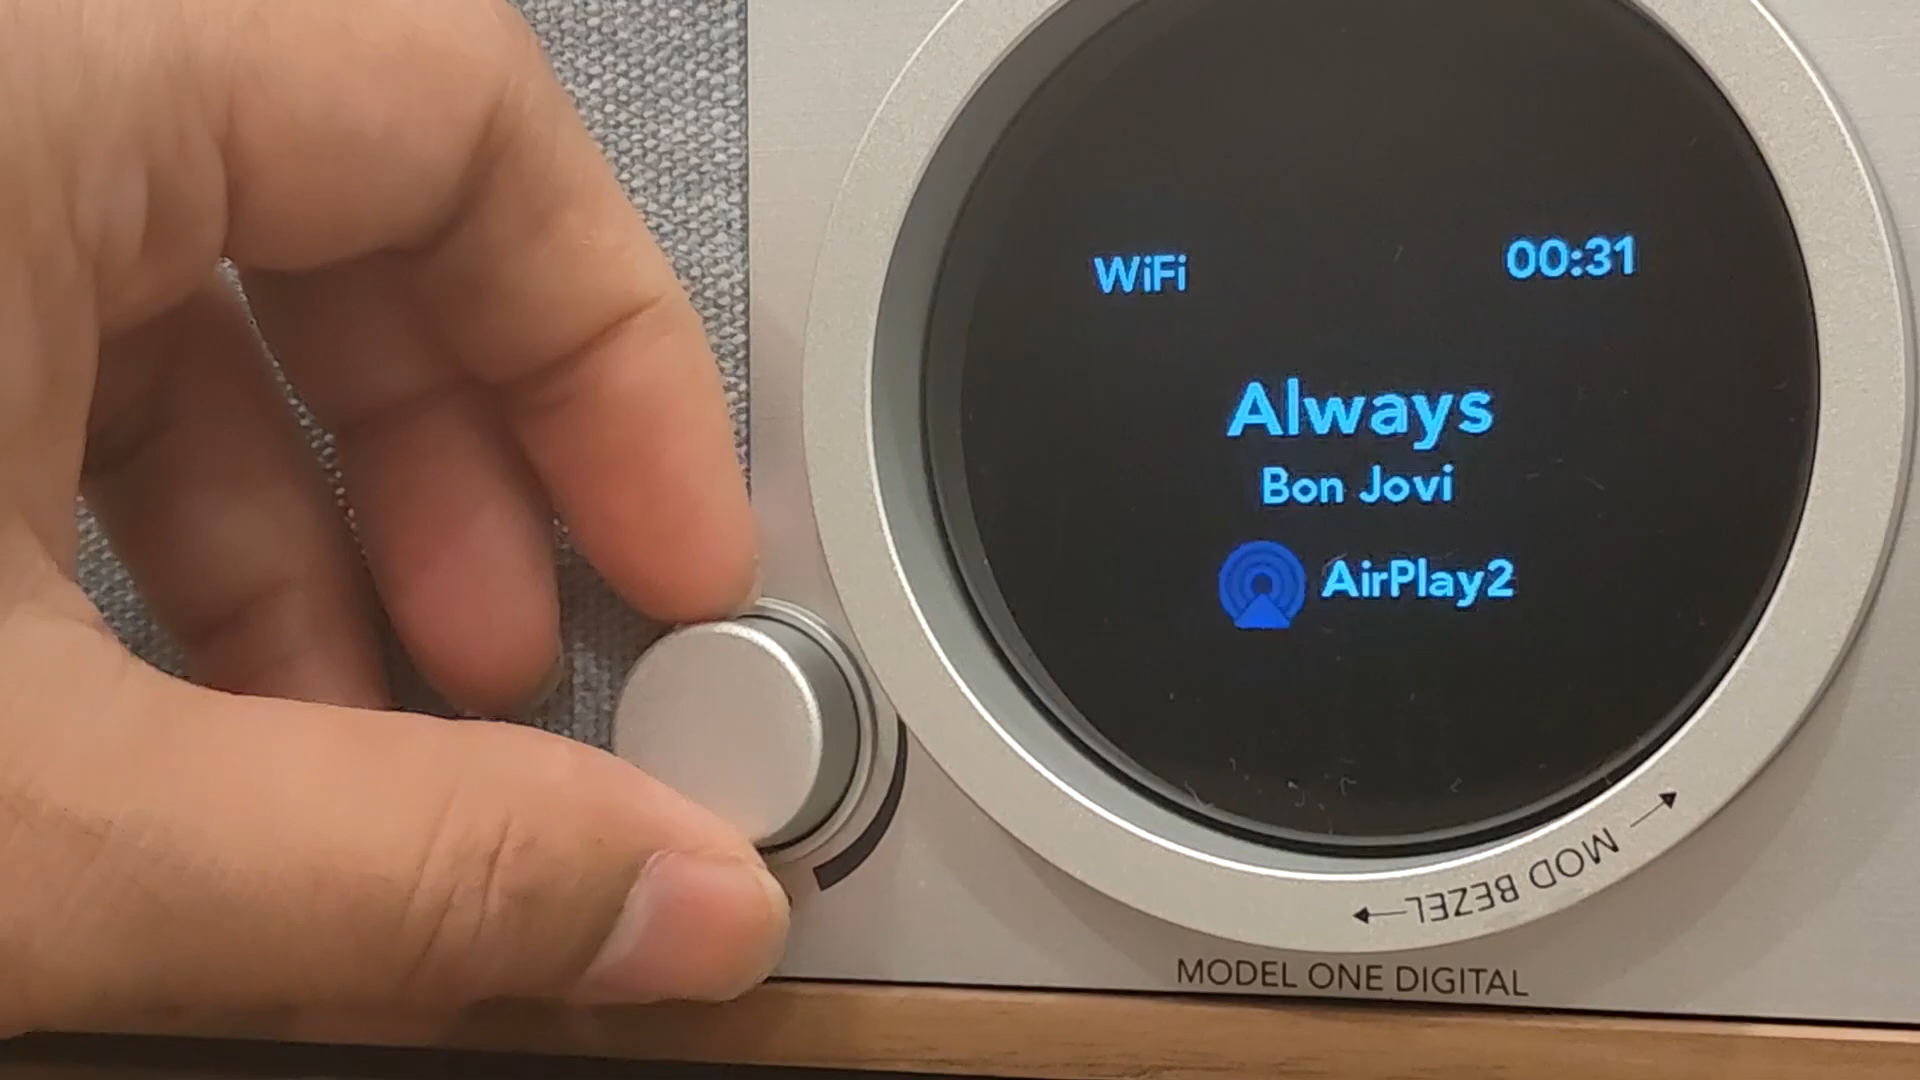 WiFi 00:31
Always
Bon Jovi
AirPlay2
MOD BEZEL
MODEL ONE DIGITAL